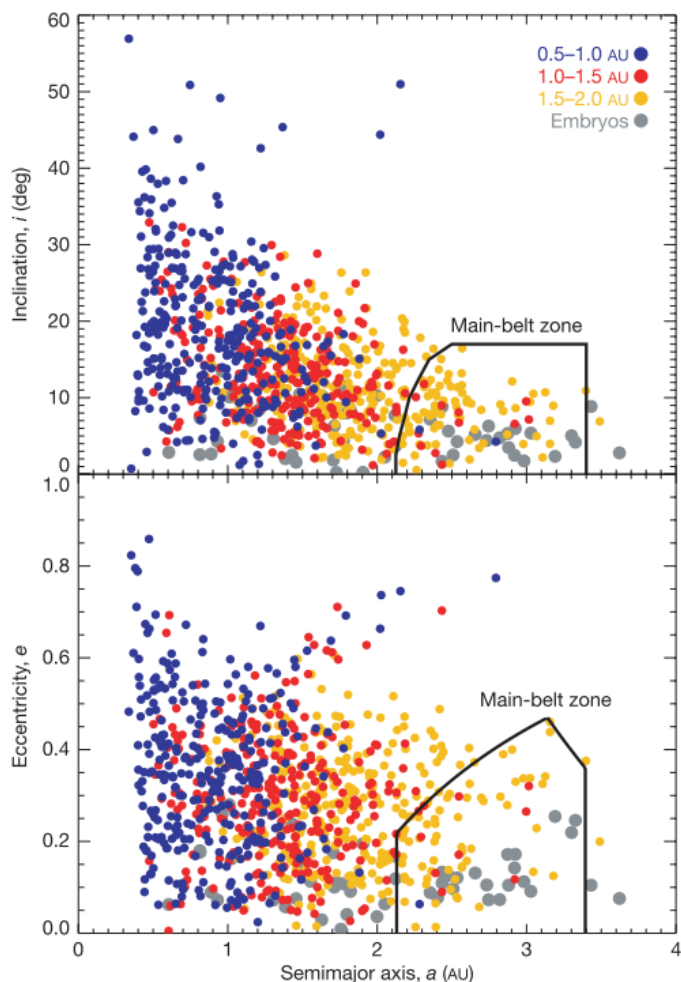 60
50
40
30
20
10
0
Inclination, i (deg)
0.5–1.0 AU
1.0–1.5 AU
1.5–2.0 AU
Embryos
Main-belt zone
1.0
0.8
0.6
0.4
0.2
0.0
Eccentricity, e
Main-belt zone
0 1 2 3 4
Semimajor axis, a (AU)